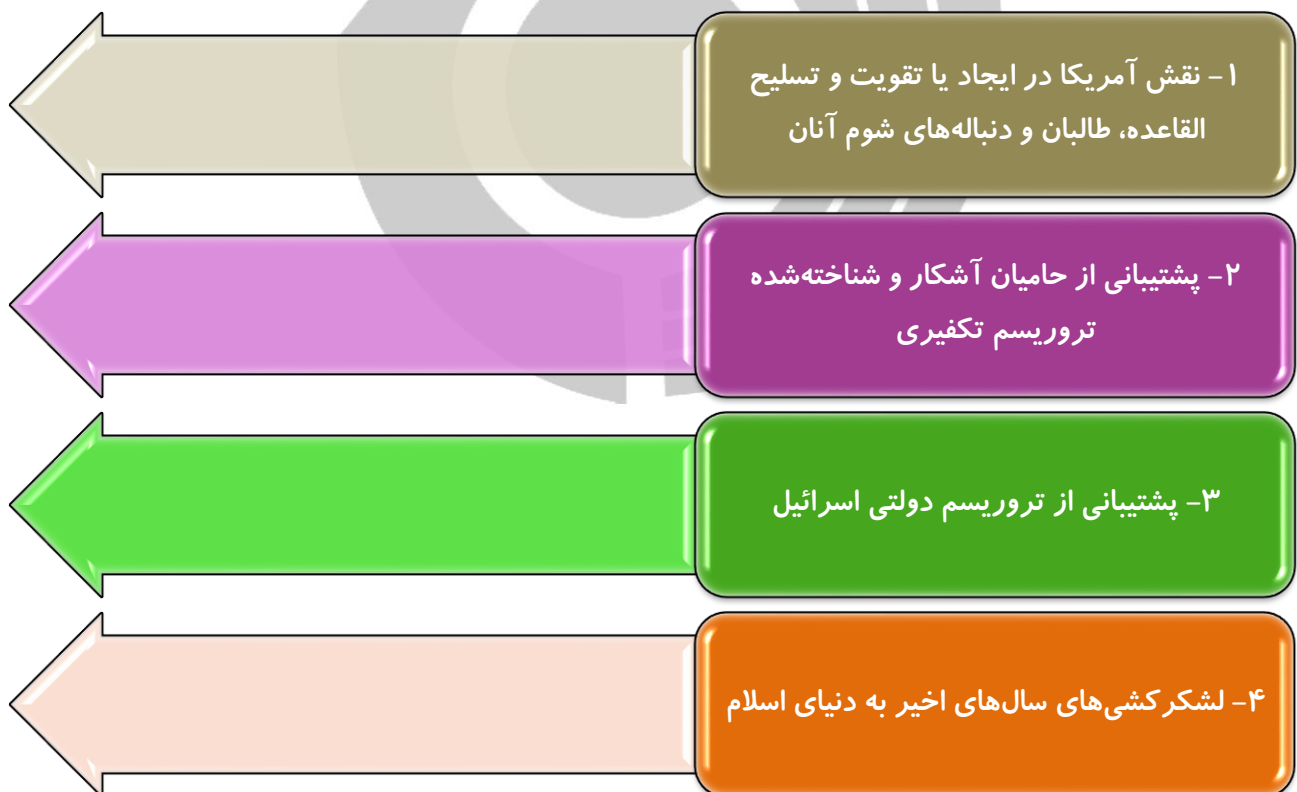 ۱- نقش آمریکا در ایجاد یا تقویت و تسلیح
القاعده، طالبان و دنباله‌های شوم آنان
۲- پشتیبانی از حامیان آشکار و شناخته‌شده
تروریسم تکفیری
۳- پشتیبانی از تروریسم دولتی اسرائیل
۴- لشکرکشی‌های سال‌های اخیر به دنیای اسلام